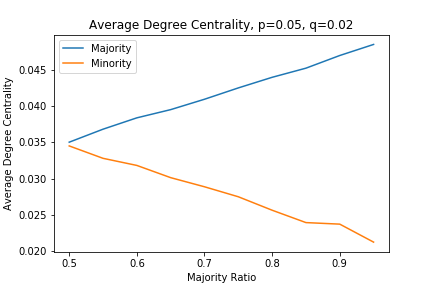 Average Degree Centrality, p=0.05, q=0.02
Majority
Minority
0.045
0.040
0.035
0.030
0.025
0.020
Average Degree Centrality
0.5 0.6 0.7 0.8 0.9
Majority Ratio